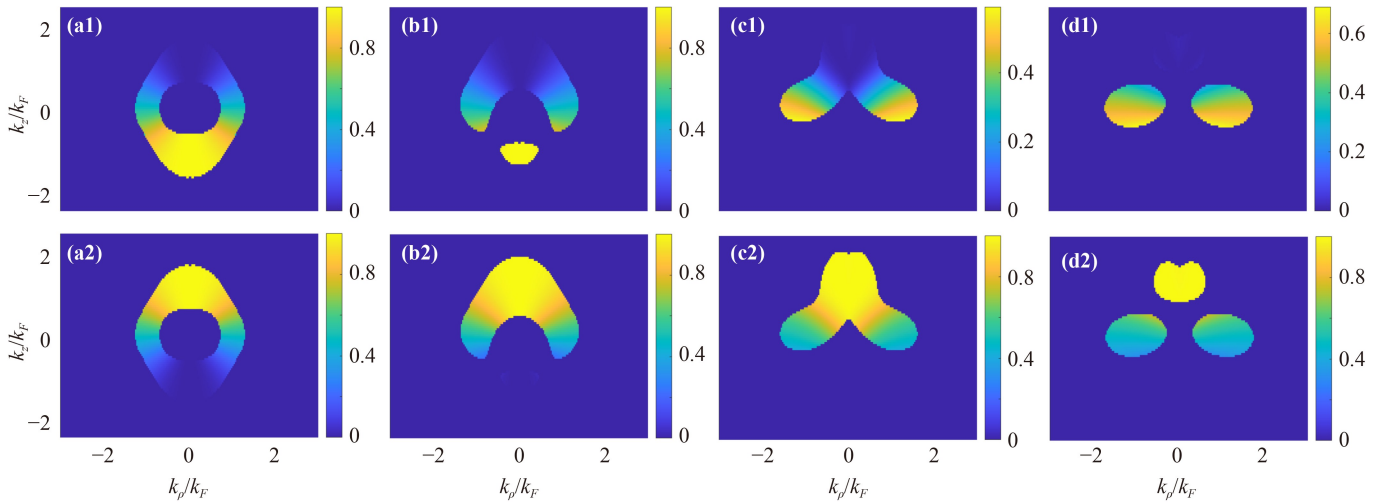 (a1) (b1) (c1) (d1)
2 0.8 0.8 0.4 0.6
k_z/k_F 0 0.4 0.4 0.2 0.4
0.2
−2 0 0 0 0
(a2) (b2) (c2) (d2)
2 0.8 0.8 0.8 0.8
k_z/k_F 0 0.4 0.4 0.4 0.4
−2 0 0 0 0
−2 0 2 −2 0 2 −2 0 2 −2 0 2
k_ρ/k_F k_ρ/k_F k_ρ/k_F k_ρ/k_F